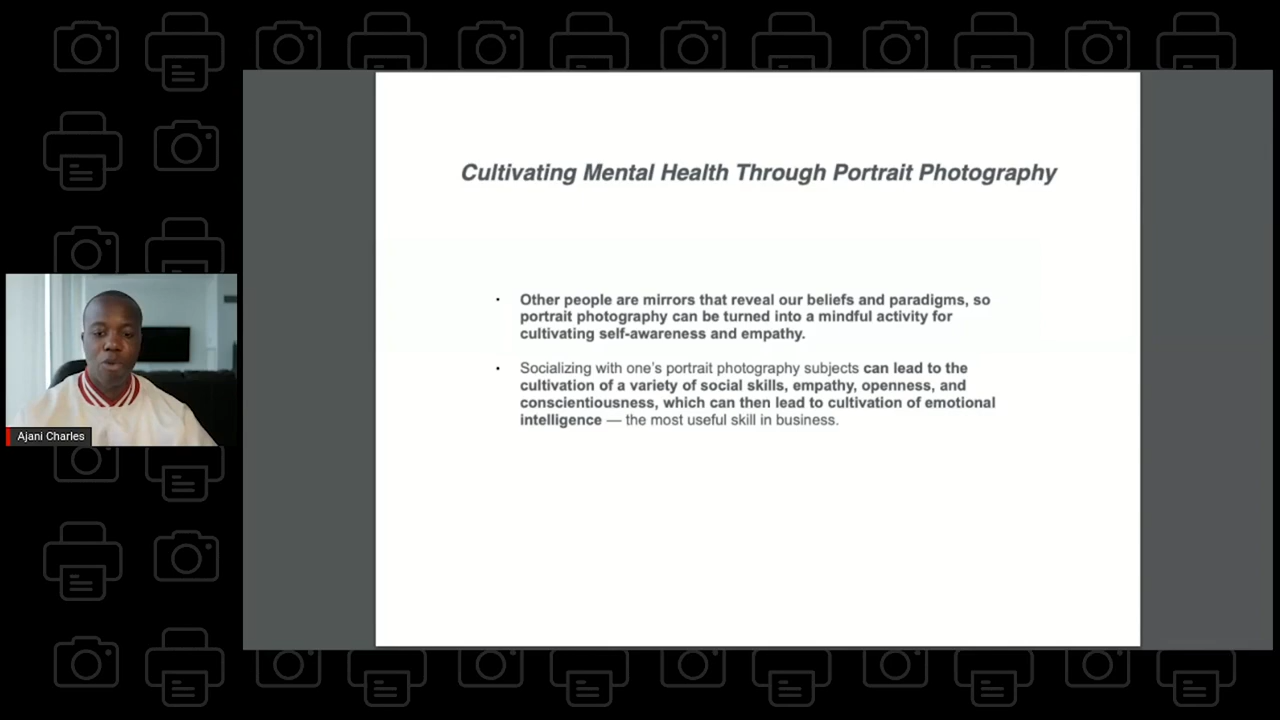 Cultivating Mental Health Through Portrait Photography
• Other people are mirrors that reveal our beliefs and paradigms, so
portrait photography can be turned into a mindful activity for
cultivating self-awareness and empathy.
• Socializing with one’s portrait photography subjects can lead to the
cultivation of a variety of social skills, empathy, openness, and
conscientiousness, which can then lead to cultivation of emotional
intelligence — the most useful skill in business.
Ajani Charles